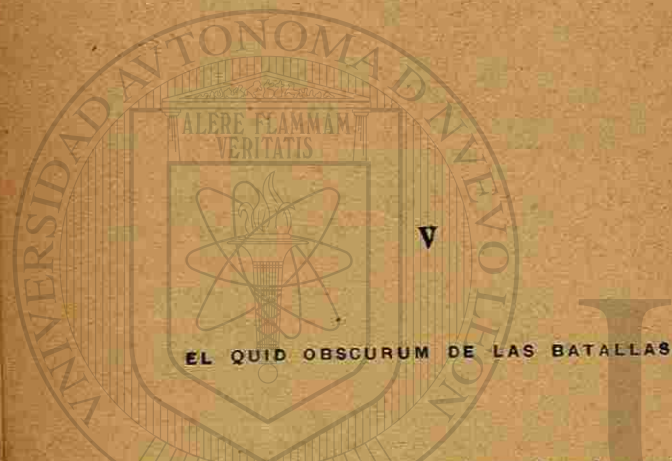 UNIVERSIDAD AUTONOMA DE NUEVO LEON
ALERE FLAMMAM
VERITATIS
V
EL QUID OBSCURUM DE LAS BATALLAS